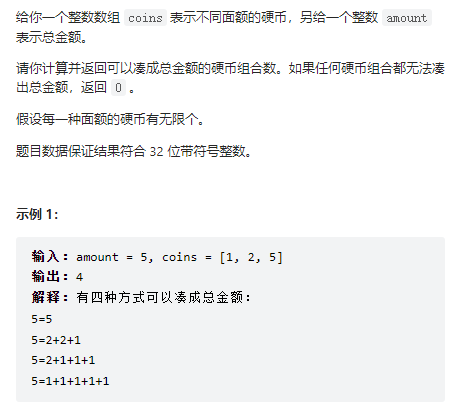 给你一个整数数组 coins 表示不同面额的硬币，另给一个整数 amount
表示总金额。
请你计算并返回可以凑成总金额的硬币组合数。如果任何硬币组合都无法凑
出总金额，返回 0 。
假设每一种面额的硬币有无限个。
题目数据保证结果符合 32 位带符号整数。
示例 1：
输入：amount = 5, coins = [1, 2, 5]
输出：4
解释：有四种方式可以凑成总金额：
5=5
5=2+2+1
5=2+1+1+1
5=1+1+1+1+1